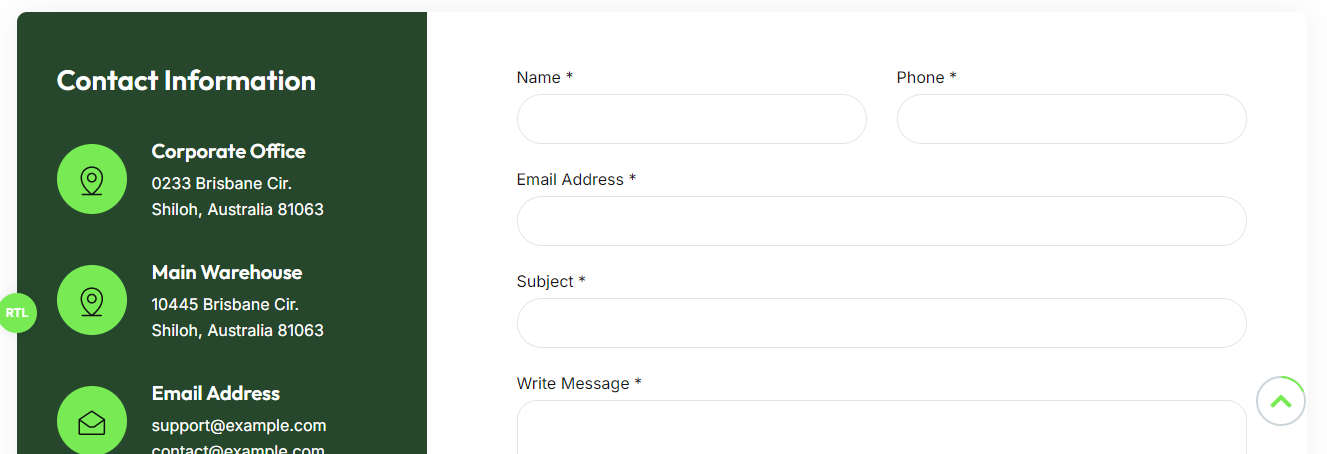 Contact Information
Corporate Office
0233 Brisbane Cir.
Shiloh, Australia 81063
Main Warehouse
10445 Brisbane Cir.
Shiloh, Australia 81063
RTL
Email Address
support@example.com
contact@example.com
Name *
Phone *
Email Address *
Subject *
Write Message *